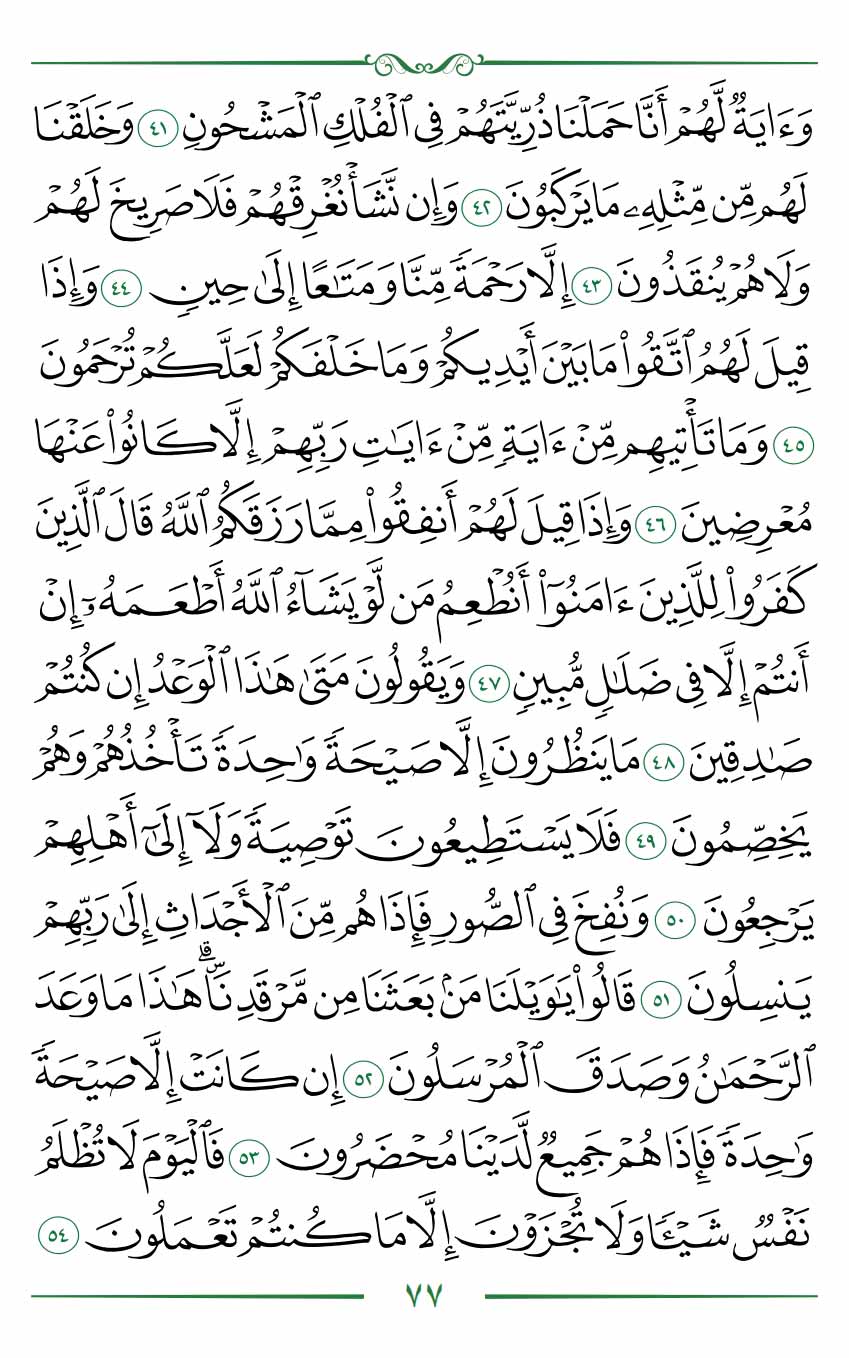 وَءَايَةٌ لَّهُمْ أَنَّا حَمَلْنَا ذُرِّيَّتَهُمْ فِى ٱلْفُلْكِ ٱلْمَشْحُونِ ٤١ وَخَلَقْنَا
لَهُم مِّن مِّثْلِهِۦ مَا يَرْكَبُونَ ٤٢ وَإِن نَّشَأْ نُغْرِقْهُمْ فَلَا صَرِيخَ لَهُمْ
وَلَا هُمْ يُنقَذُونَ ٤٣ إِلَّا رَحْمَةً مِّنَّا وَمَتَٰعًا إِلَىٰ حِينٍ ٤٤ وَإِذَا
قِيلَ لَهُمُ ٱتَّقُوا۟ مَا بَيْنَ أَيْدِيكُمْ وَمَا خَلْفَكُمْ لَعَلَّكُمْ تُرْحَمُونَ
٤٥ وَمَا تَأْتِيهِم مِّنْ ءَايَةٍ مِّنْ ءَايَٰتِ رَبِّهِمْ إِلَّا كَانُوا۟ عَنْهَا
مُعْرِضِينَ ٤٦ وَإِذَا قِيلَ لَهُمْ أَنفِقُوا۟ مِمَّا رَزَقَكُمُ ٱللَّهُ قَالَ ٱلَّذِينَ
كَفَرُوا۟ لِلَّذِينَ ءَامَنُوٓا۟ أَنُطْعِمُ مَن لَّوْ يَشَآءُ ٱللَّهُ أَطْعَمَهُۥٓ إِنْ
أَنتُمْ إِلَّا فِى ضَلَٰلٍ مُّبِينٍ ٤٧ وَيَقُولُونَ مَتَىٰ هَٰذَا ٱلْوَعْدُ إِن كُنتُمْ
صَٰدِقِينَ ٤٨ مَا يَنظُرُونَ إِلَّا صَيْحَةً وَٰحِدَةً تَأْخُذُهُمْ وَهُمْ
يَخِصِّمُونَ ٤٩ فَلَا يَسْتَطِيعُونَ تَوْصِيَةً وَلَآ إِلَىٰٓ أَهْلِهِمْ
يَرْجِعُونَ ٥٠ وَنُفِخَ فِى ٱلصُّورِ فَإِذَا هُم مِّنَ ٱلْأَجْدَاثِ إِلَىٰ رَبِّهِمْ
يَنسِلُونَ ٥١ قَالُوا۟ يَٰوَيْلَنَا مَنۢ بَعَثَنَا مِن مَّرْقَدِنَا ۜ ۗ هَٰذَا مَا وَعَدَ
ٱلرَّحْمَٰنُ وَصَدَقَ ٱلْمُرْسَلُونَ ٥٢ إِن كَانَتْ إِلَّا صَيْحَةً
وَٰحِدَةً فَإِذَا هُمْ جَمِيعٌ لَّدَيْنَا مُحْضَرُونَ ٥٣ فَٱلْيَوْمَ لَا تُظْلَمُ
نَفْسٌ شَيْـًٔا وَلَا تُجْزَوْنَ إِلَّا مَا كُنتُمْ تَعْمَلُونَ ٥٤
٧٧